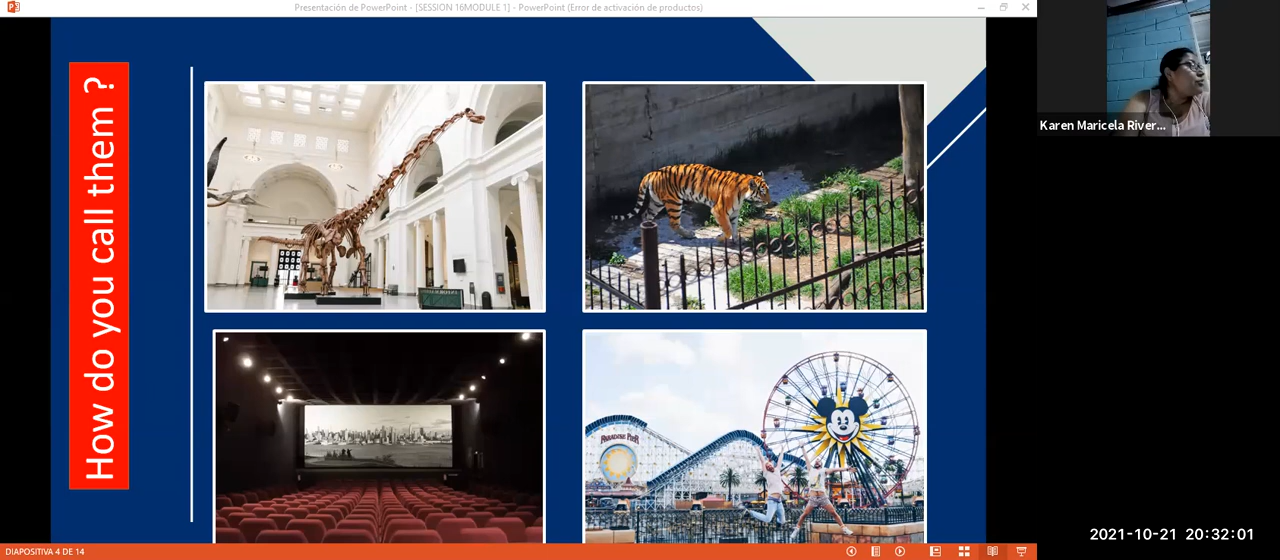 Presentación de PowerPoint - [SESSION 16MODULE 1] - PowerPoint (Error de activación de productos)
How do you call them ?
PARADISE PIER
Karen Maricela River...
2021-10-21 20:32:01
DIAPOSITIVA 4 DE 14